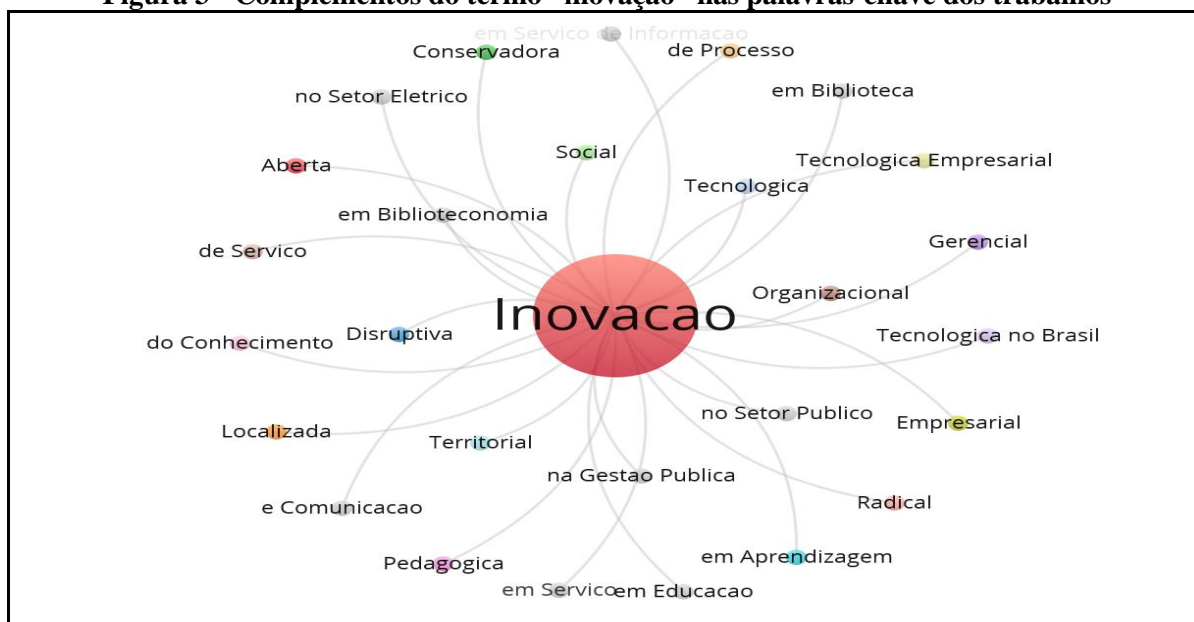 Figura 5 - Complementos do termo "inovação" nas palavras-chave dos trabalhos
em Servico de Informacao
Conservadora
de Processo
no Setor Eletrico
em Biblioteca
Social
Aberta
Tecnologica Empresarial
Tecnologica
em Biblioteconomia
de Servico
Gerencial
Organizacional
Inovacao
do Conhecimento
Disruptiva
Tecnologica no Brasil
no Setor Publico
Empresarial
Localizada
Territorial
na Gestao Publica
Radical
e Comunicacao
em Aprendizagem
Pedagogica
em Servico
em Educacao